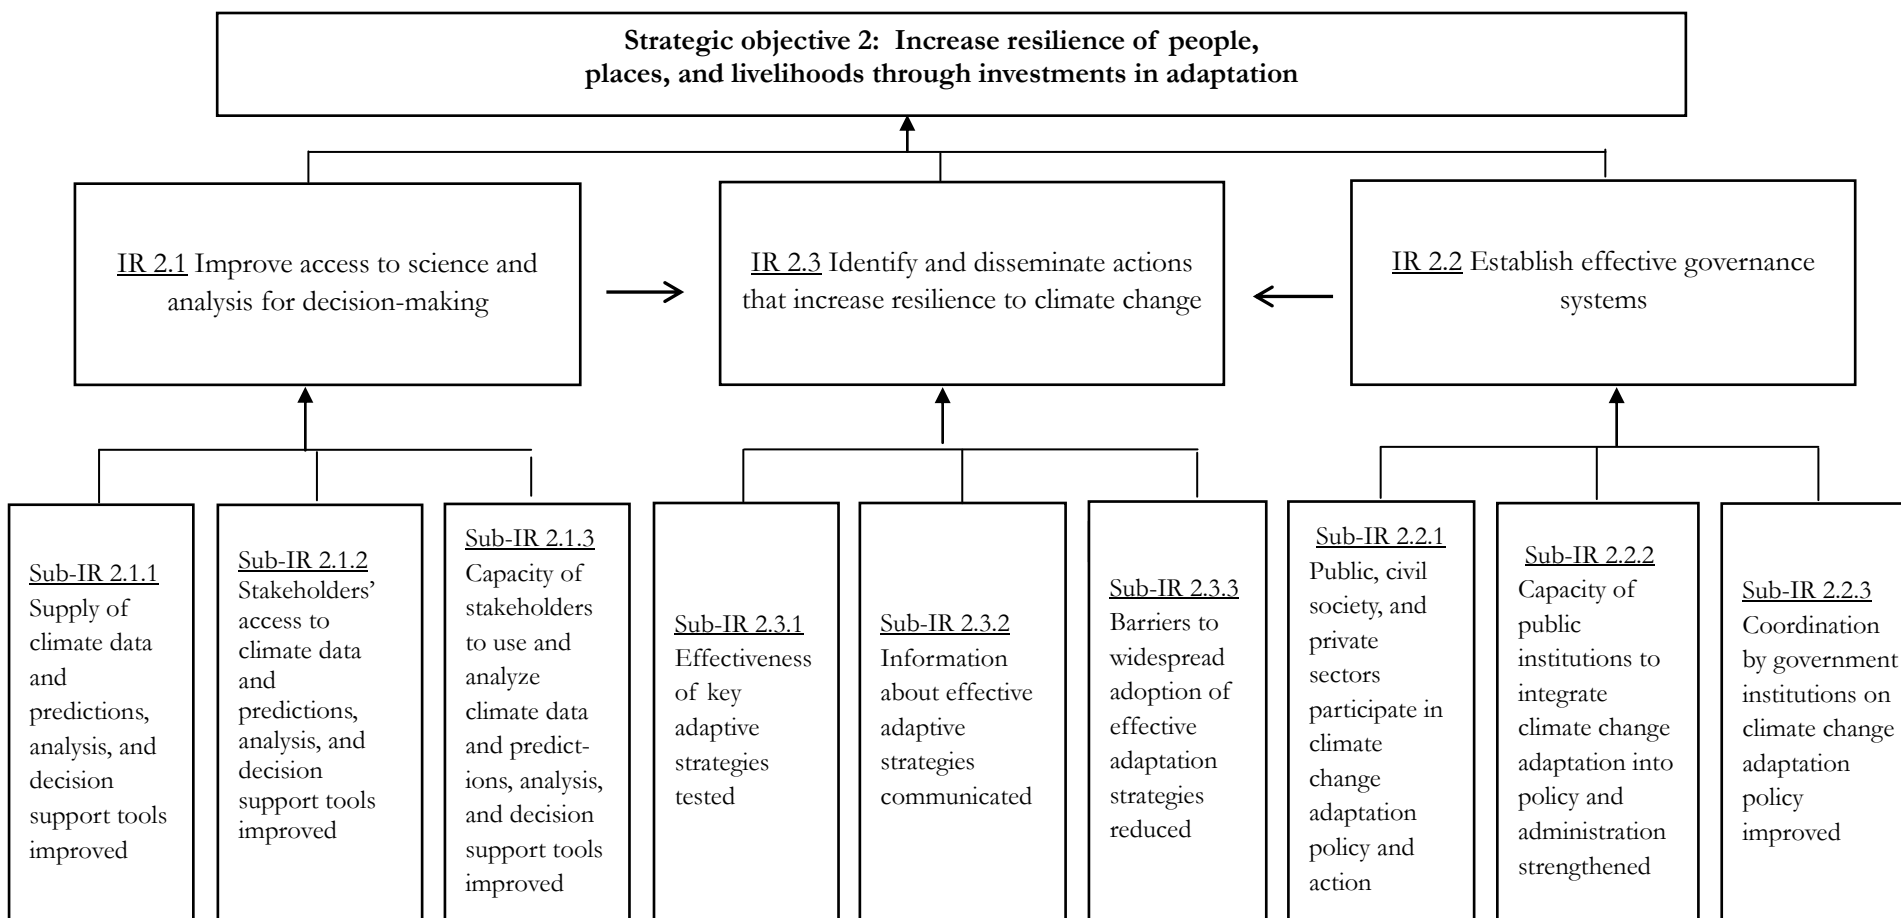 Strategic objective 2:  Increase resilience of people,
places, and livelihoods through investments in adaptation
IR 2.1 Improve access to science and
analysis for decision-making
IR 2.3 Identify and disseminate actions
that increase resilience to climate change
IR 2.2 Establish effective governance
systems
Sub-IR 2.1.1
Supply of
climate data
and
predictions,
analysis, and
decision
support tools
improved
Sub-IR 2.1.2
Stakeholders’
access to
climate data
and
predictions,
analysis, and
decision
support tools
improved
Sub-IR 2.1.3
Capacity of
stakeholders
to use and
analyze
climate data
and predict-
ions, analysis,
and decision
support tools
improved
Sub-IR 2.3.1
Effectiveness
of key
adaptive
strategies
tested
Sub-IR 2.3.2
Information
about effective
adaptive
strategies
communicated
Sub-IR 2.3.3
Barriers to
widespread
adoption of
effective
adaptation
strategies
reduced
Sub-IR 2.2.1
Public, civil
society, and
private
sectors
participate in
climate
change
adaptation
policy and
action
Sub-IR 2.2.2
Capacity of
public
institutions to
integrate
climate change
adaptation into
policy and
administration
strengthened
Sub-IR 2.2.3
Coordination
by government
institutions on
climate change
adaptation
policy
improved